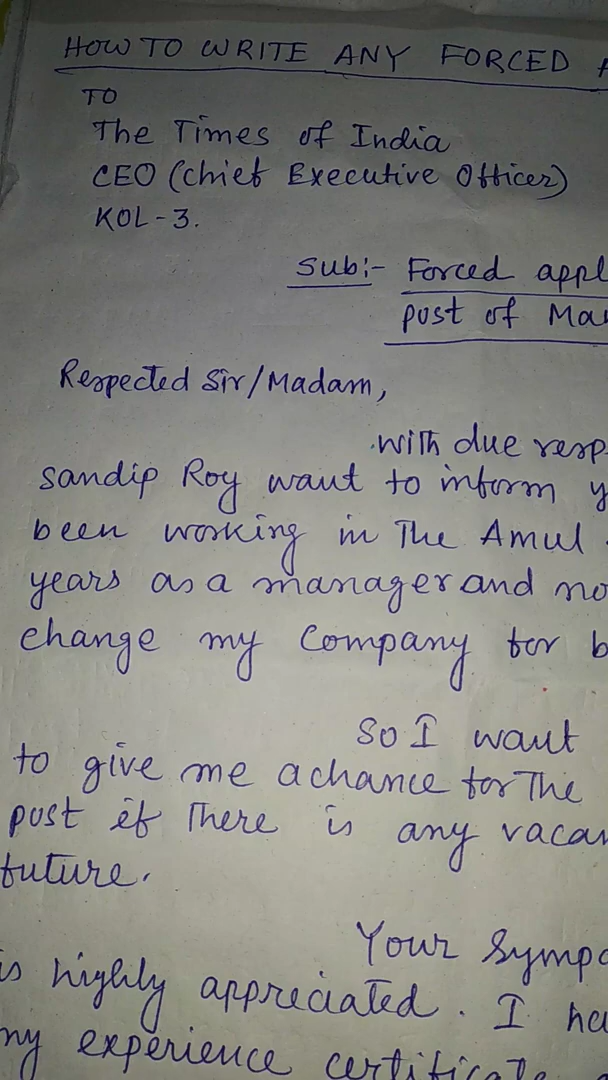 HOW TO WRITE ANY FORCED
TO
The Times of India
CEO (Chief Executive Officer)
KOL-3.
Sub:- Forced appl
post of Ma
Respected Sir/Madam,
with due resp
Sandip Roy want to inform y
been working in The Amul
years as a manager and no
change my Company for b
So I want
to give me a chance for The
post if There is any vacan
future.
Your Sympa
is highly appreciated. I ha
my experience certificate